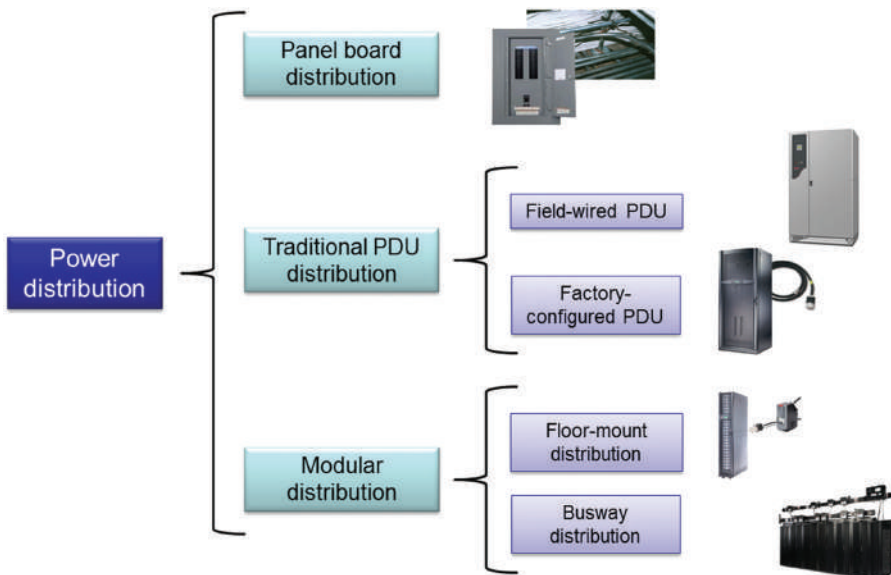 Panel board
distribution
Field-wired PDU
Power
distribution
Traditional PDU
distribution
Factory-
configured PDU
Floor-mount
distribution
Modular
distribution
Busway
distribution